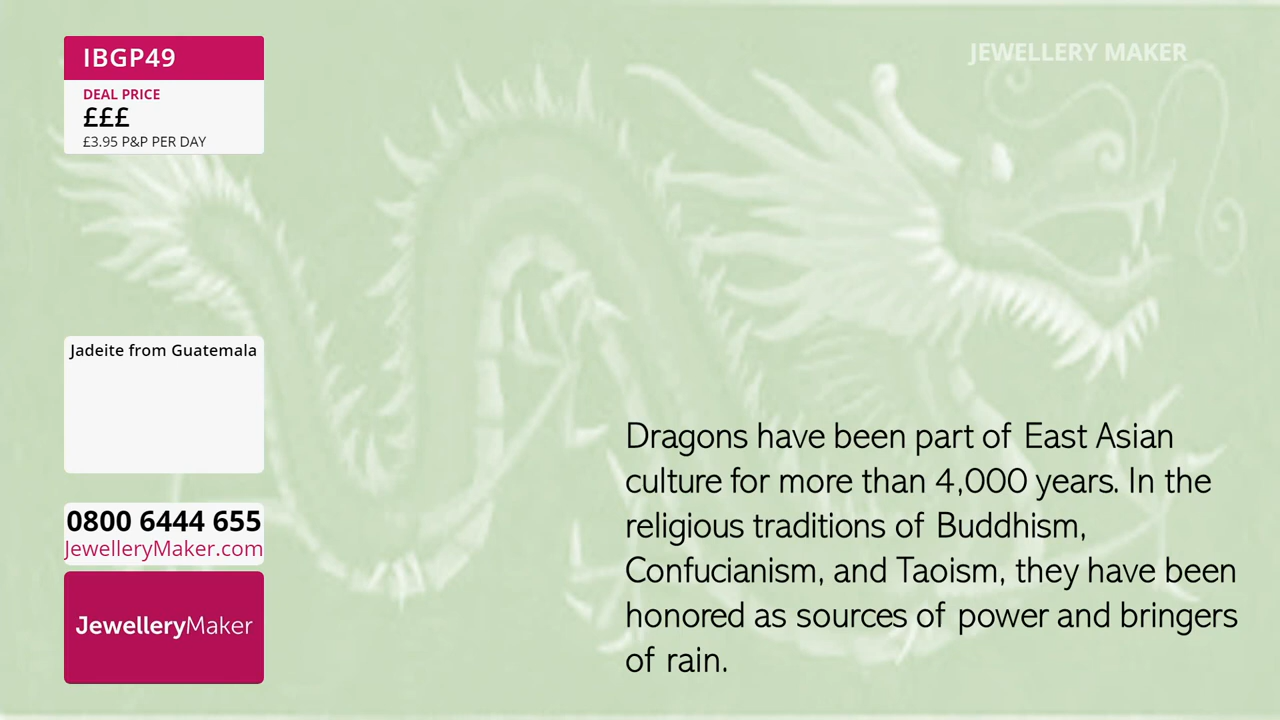 IBGP49
DEAL PRICE
£££
£3.95 P&P PER DAY
JEWELLERY MAKER
Jadeite from Guatemala
0800 6444 655
JewelleryMaker.com
JewelleryMaker
Dragons have been part of East Asian
culture for more than 4,000 years. In the
religious traditions of Buddhism,
Confucianism, and Taoism, they have been
honored as sources of power and bringers
of rain.